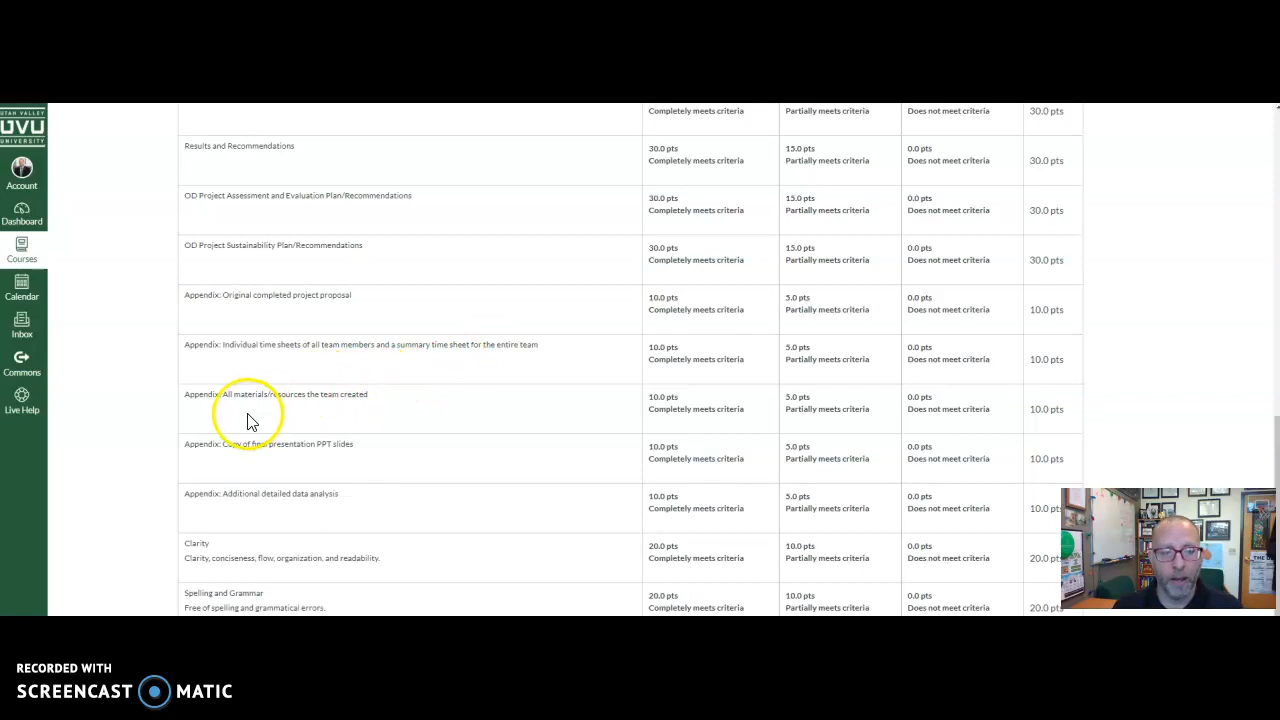 Completely meets criteria Partially meets criteria Does not meet criteria 30.0 pts
UTAH VALLEY
UVU
UNIVERSITY
Account
Dashboard
Courses
Calendar
Inbox
Commons
Live Help
Results and Recommendations
30.0 pts 15.0 pts 0.0 pts
Completely meets criteria Partially meets criteria Does not meet criteria 30.0 pts
OD Project Assessment and Evaluation Plan/Recommendations
30.0 pts 15.0 pts 0.0 pts
Completely meets criteria Partially meets criteria Does not meet criteria 30.0 pts
OD Project Sustainability Plan/Recommendations
30.0 pts 15.0 pts 0.0 pts
Completely meets criteria Partially meets criteria Does not meet criteria 30.0 pts
Appendix: Original completed project proposal
10.0 pts 5.0 pts 0.0 pts
Completely meets criteria Partially meets criteria Does not meet criteria 10.0 pts
Appendix: Individual time sheets of all team members and a summary time sheet for the entire team
10.0 pts 5.0 pts 0.0 pts
Completely meets criteria Partially meets criteria Does not meet criteria 10.0 pts
Appendix: All materials/resources the team created
10.0 pts 5.0 pts 0.0 pts
Completely meets criteria Partially meets criteria Does not meet criteria 10.0 pts
Appendix: Copy of final presentation PPT slides
10.0 pts 5.0 pts 0.0 pts
Completely meets criteria Partially meets criteria Does not meet criteria 10.0 pts
Appendix: Additional detailed data analysis
10.0 pts 5.0 pts 0.0 pts
Completely meets criteria Partially meets criteria Does not meet criteria 10.0 pts
Clarity
Clarity, conciseness, flow, organization, and readability.
20.0 pts 10.0 pts 0.0 pts
Completely meets criteria Partially meets criteria Does not meet criteria 20.0 pts
Spelling and Grammar
Free of spelling and grammatical errors.
20.0 pts 10.0 pts 0.0 pts
Completely meets criteria Partially meets criteria Does not meet criteria 20.0 pts
RECORDED WITH
SCREENCAST MATIC